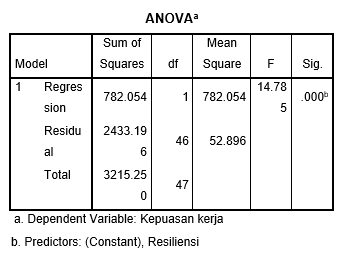 ANOVAa
Model Sum of Squares df Mean Square F Sig.
1 Regression 782.054 1 782.054 14.785 .000b
Residual 2433.196 46 52.896
Total 3215.250 47
a. Dependent Variable: Kepuasan kerja
b. Predictors: (Constant), Resiliensi